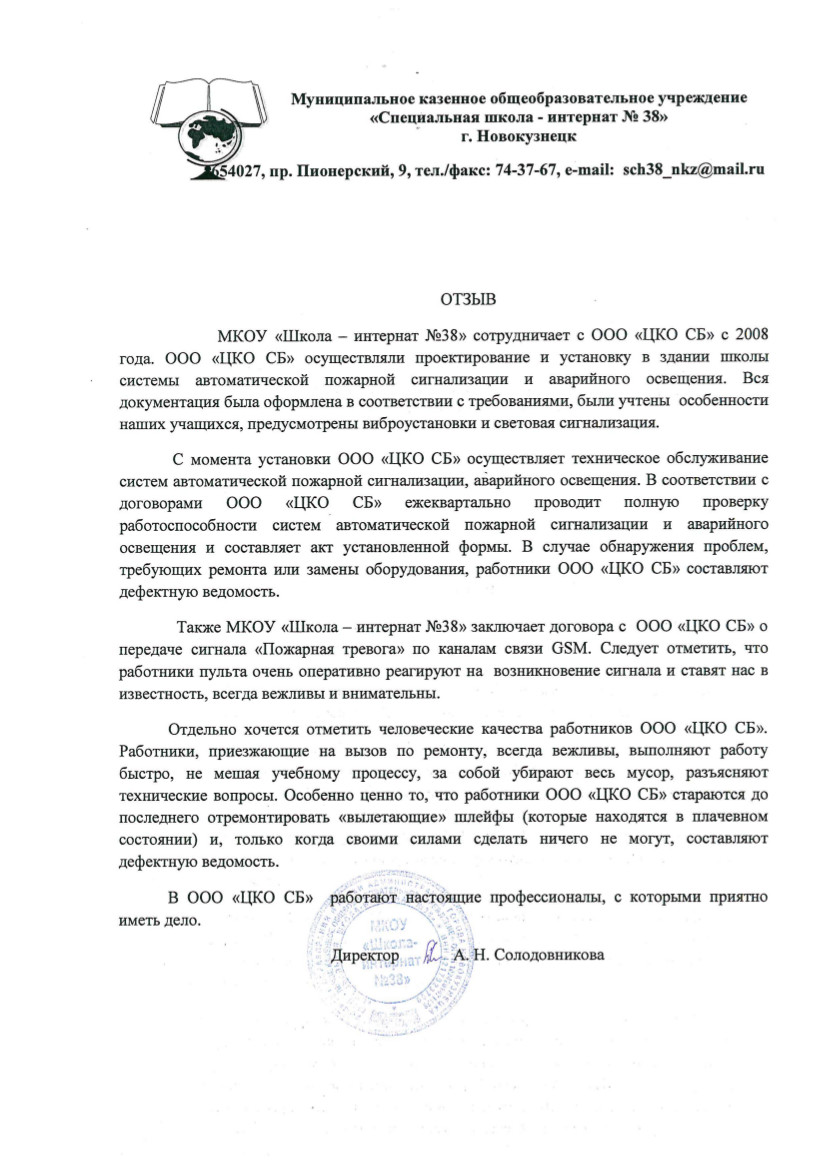 Муниципальное казенное общеобразовательное учреждение
«Специальная школа - интернат № 38»
г. Новокузнецк
654027, пр. Пионерский, 9, тел./факс: 74-37-67, e-mail: sch38_nkz@mail.ru
ОТЗЫВ
МКОУ «Школа – интернат №38» сотрудничает с ООО «ЦКО СБ» с 2008
года. ООО «ЦКО СБ» осуществляли проектирование и установку в здании школы
системы автоматической пожарной сигнализации и аварийного освещения. Вся
документация была оформлена в соответствии с требованиями, были учтены особенности
наших учащихся, предусмотрены виброустановки и световая сигнализация.
С момента установки ООО «ЦКО СБ» осуществляет техническое обслуживание
систем автоматической пожарной сигнализации, аварийного освещения. В соответствии с
договорами ООО «ЦКО СБ» ежеквартально проводит полную проверку
работоспособности систем автоматической пожарной сигнализации и аварийного
освещения и составляет акт установленной формы. В случае обнаружения проблем,
требующих ремонта или замены оборудования, работники ООО «ЦКО СБ» составляют
дефектную ведомость.
Также МКОУ «Школа – интернат №38» заключает договора с ООО «ЦКО СБ» о
передаче сигнала «Пожарная тревога» по каналам связи GSM. Следует отметить, что
работники пульта очень оперативно реагируют на возникновение сигнала и ставят нас в
известность, всегда вежливы и внимательны.
Отдельно хочется отметить человеческие качества работников ООО «ЦКО СБ».
Работники, приезжающие на вызов по ремонту, всегда вежливы, выполняют работу
быстро, не мешая учебному процессу, за собой убирают весь мусор, разъясняют
технические вопросы. Особенно ценно то, что работники ООО «ЦКО СБ» стараются до
последнего отремонтировать «вылетающие» шлейфы (которые находятся в плачевном
состоянии) и, только когда своими силами сделать ничего не могут, составляют
дефектную ведомость.
В ООО «ЦКО СБ» работают настоящие профессионалы, с которыми приятно
иметь дело.
Директор А. Н. Солодовникова
МКОУ
«Школа-
интернат
№38»